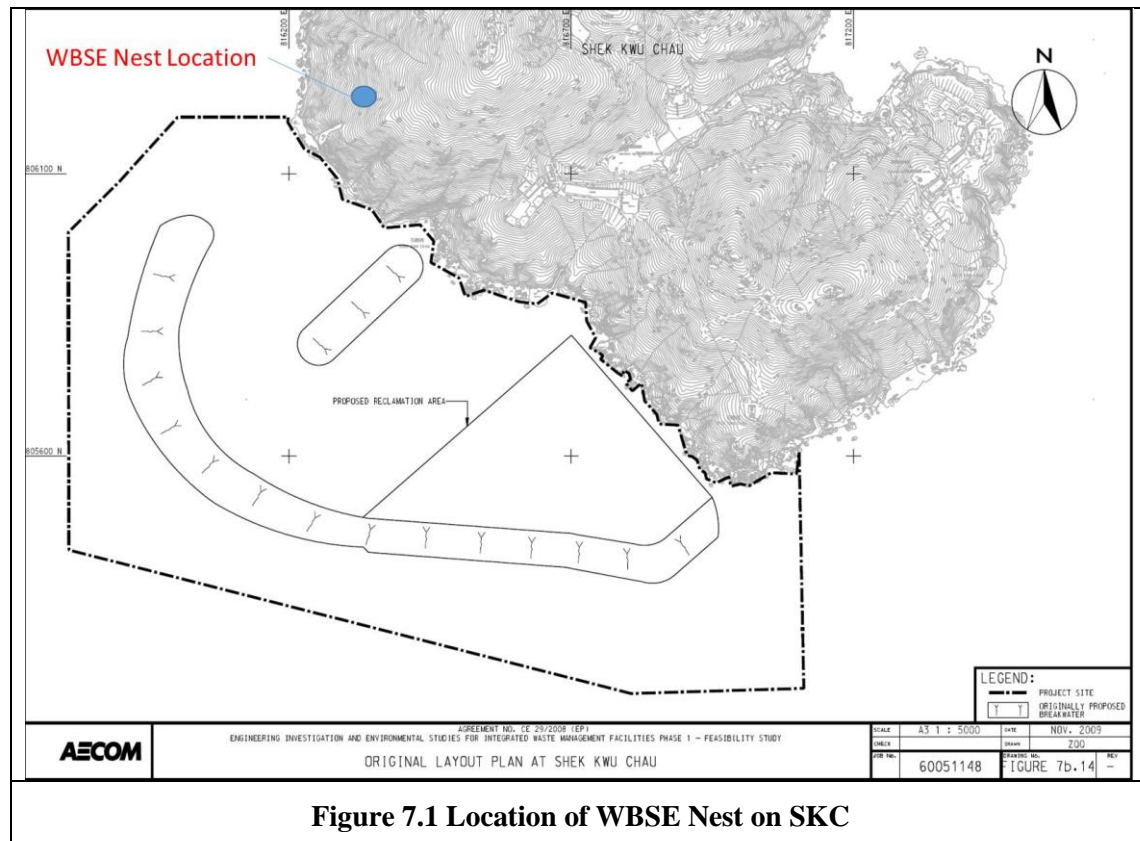 816200 E
816700 E
817200 E
SHEK KWU CHAU
WBSE Nest Location
N
806100 N
PROPOSED RECLAMATION AREA
805600 N
LEGEND:
PROJECT SITE
ORIGINALLY PROPOSED
BREAKWATER
AECOM
AGREEMENT NO. CE 29/2008 (EP)
ENGINEERING INVESTIGATION AND ENVIRONMENTAL STUDIES FOR INTEGRATED WASTE MANAGEMENT FACILITIES PHASE 1 - FEASIBILITY STUDY
ORIGINAL LAYOUT PLAN AT SHEK KWU CHAU
SCALE A3 1 : 5000 DATE NOV. 2009
CHECK DRAWN ZOO
JOB No. 60051148 DRAWING No. FIGURE 7b.14 REV -
Figure 7.1 Location of WBSE Nest on SKC